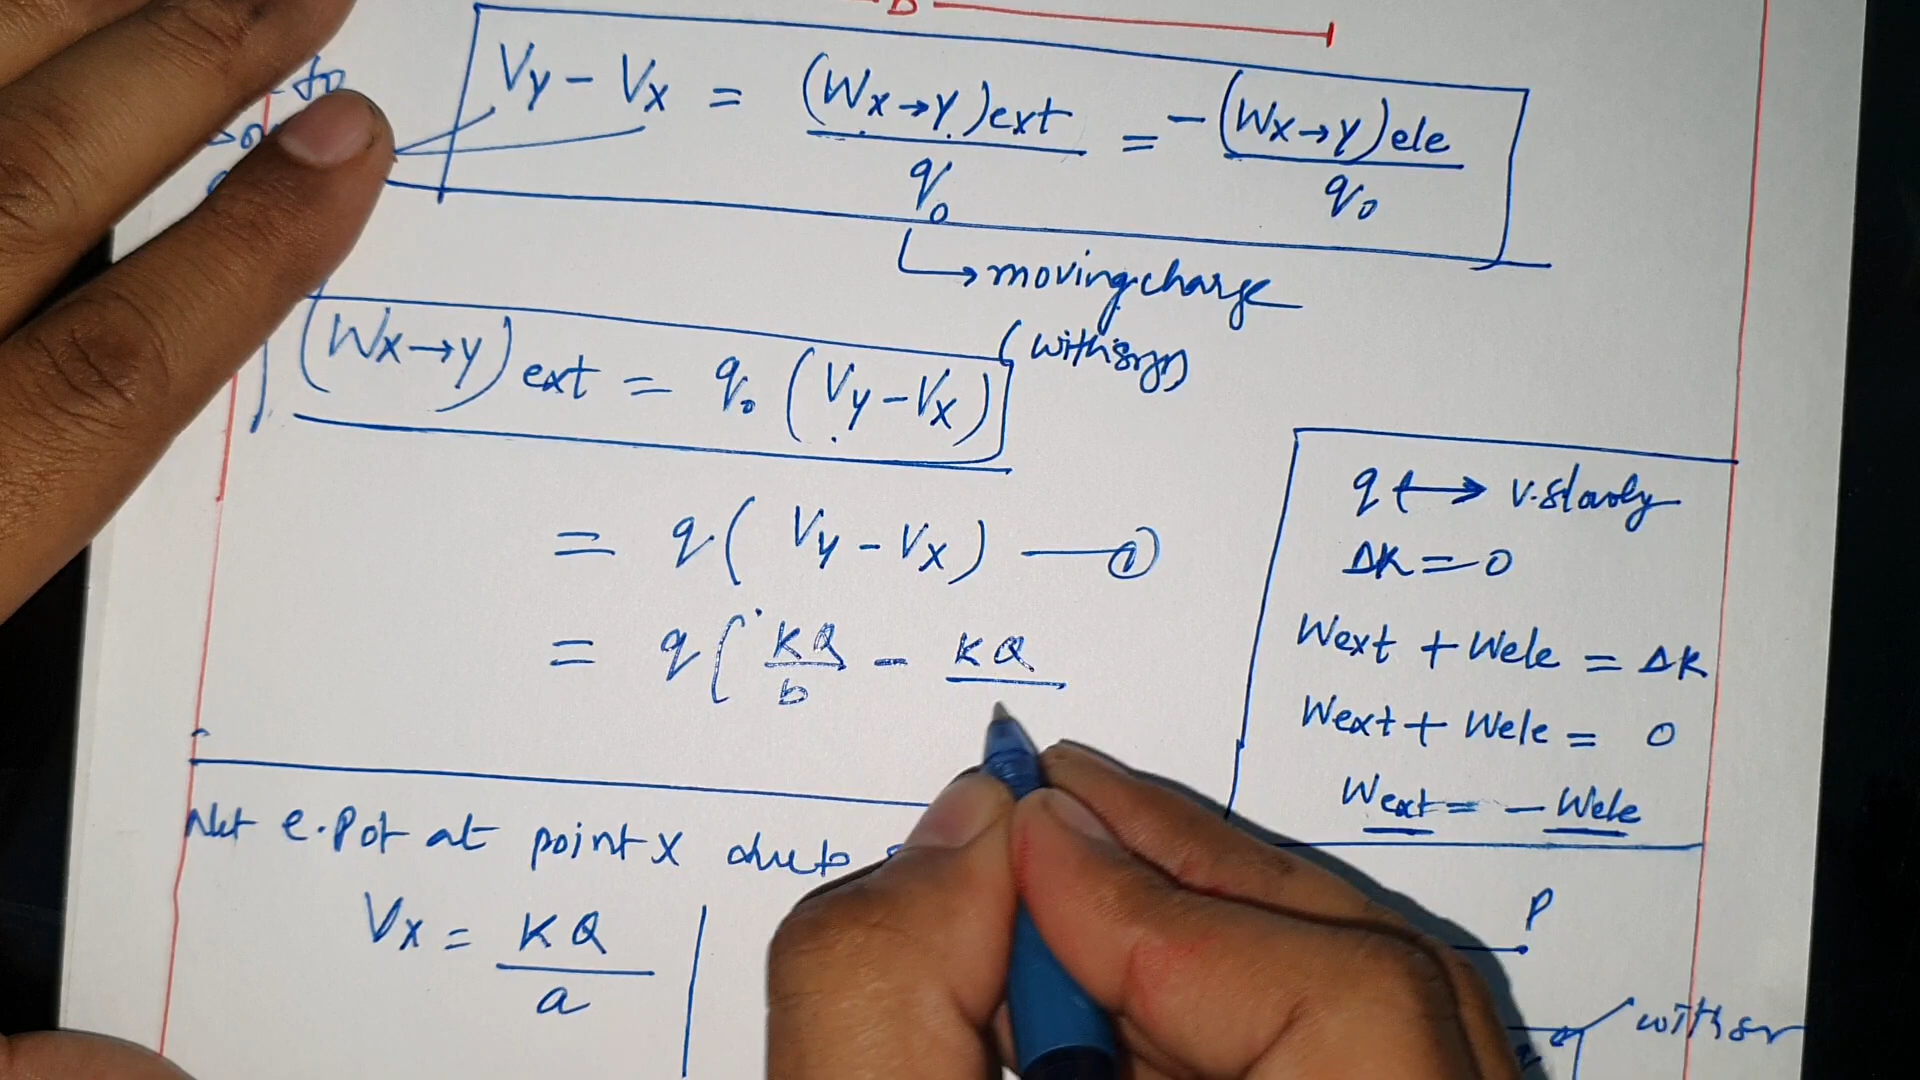 b
to
Vy - Vx = (Wx→y)ext / q0 = -(Wx→y)ele / q0
→ moving charge
(Wx→y)ext = q0 (Vy - Vx)
(with sign
= q(Vy - Vx) — ①
= q(KQ/b - KQ
q → v.slowly
ΔK = 0
Wext + Wele = ΔK
Wext + Wele = 0
Wext = - Wele
Net e.Pot at point X due to
Vx = KQ/a
P